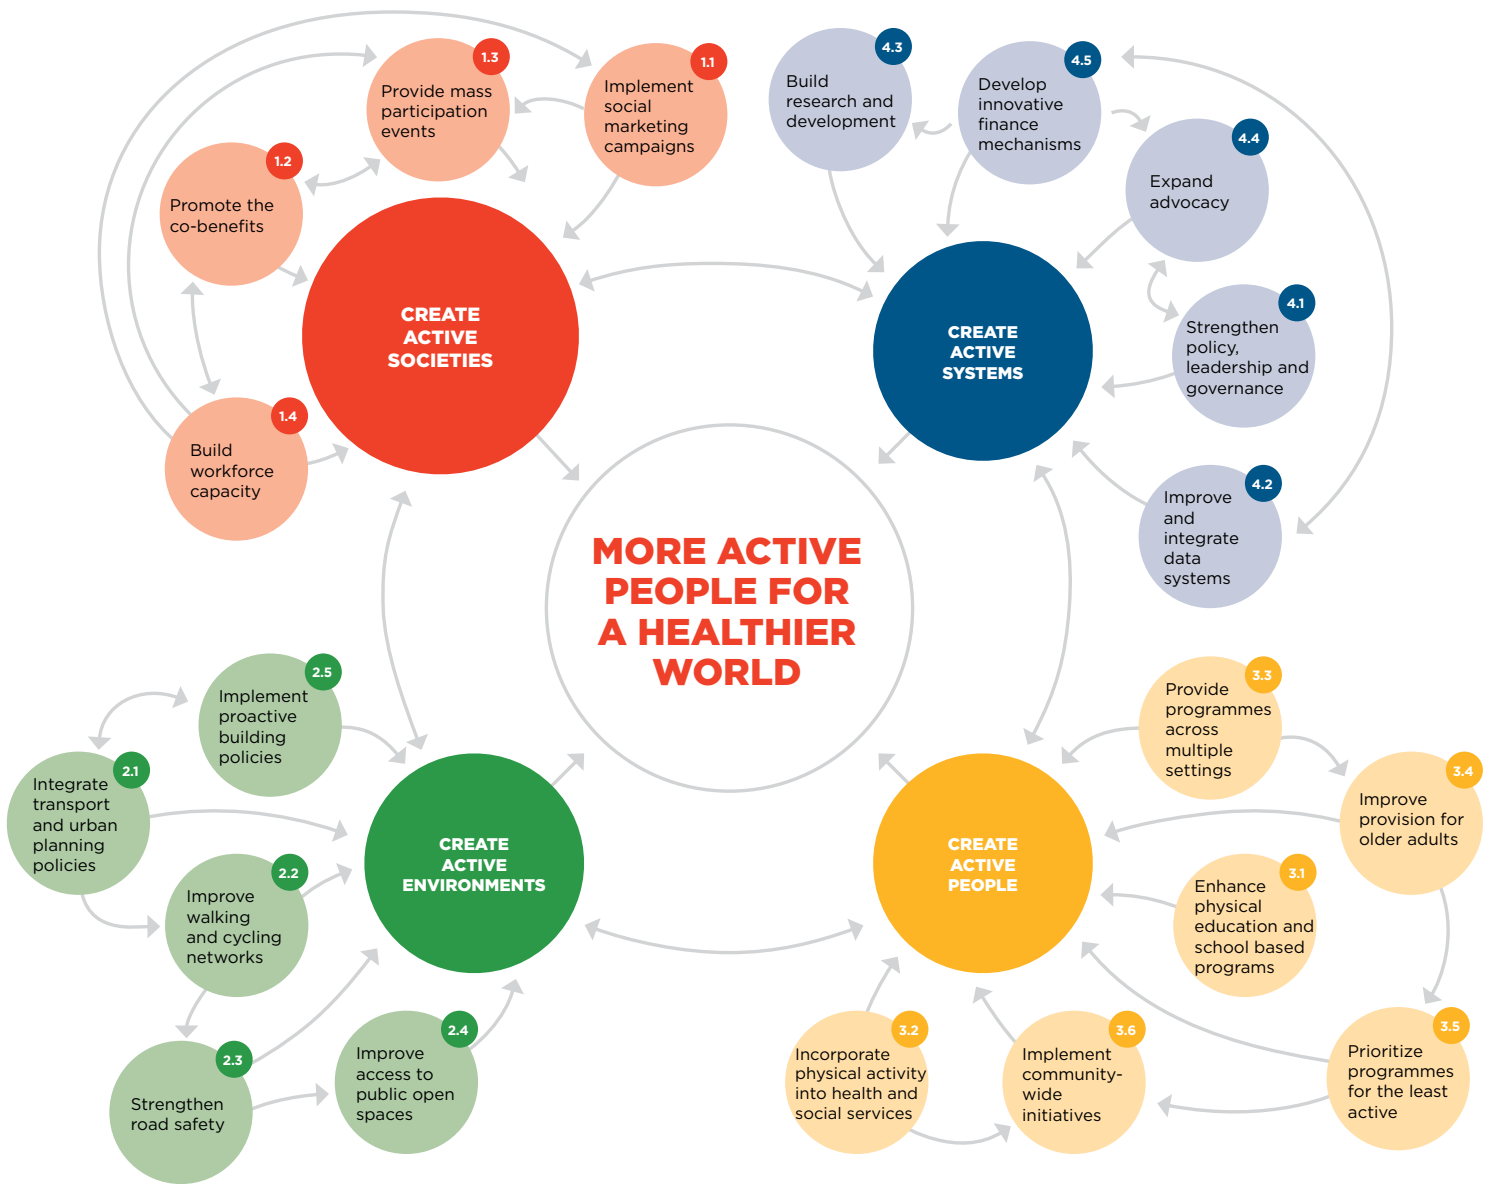 1.3
Provide mass
participation
events
1.1
Implement
social
marketing
campaigns
1.2
Promote the
co-benefits
1.4
Build
workforce
capacity
CREATE
ACTIVE
SOCIETIES
4.3
Build
research and
development
4.5
Develop
innovative
finance
mechanisms
4.4
Expand
advocacy
4.1
Strengthen
policy,
leadership and
governance
4.2
Improve
and
integrate
data
systems
CREATE
ACTIVE
SYSTEMS
MORE ACTIVE
PEOPLE FOR
A HEALTHIER
WORLD
2.5
Implement
proactive
building
policies
2.1
Integrate
transport
and urban
planning
policies
2.2
Improve
walking
and cycling
networks
2.3
Strengthen
road safety
2.4
Improve
access to
public open
spaces
CREATE
ACTIVE
ENVIRONMENTS
CREATE
ACTIVE
PEOPLE
3.3
Provide
programmes
across
multiple
settings
3.4
Improve
provision for
older adults
3.1
Enhance
physical
education and
school based
programs
3.5
Prioritize
programmes
for the least
active
3.2
Incorporate
physical activity
into health and
social services
3.6
Implement
community-
wide
initiatives